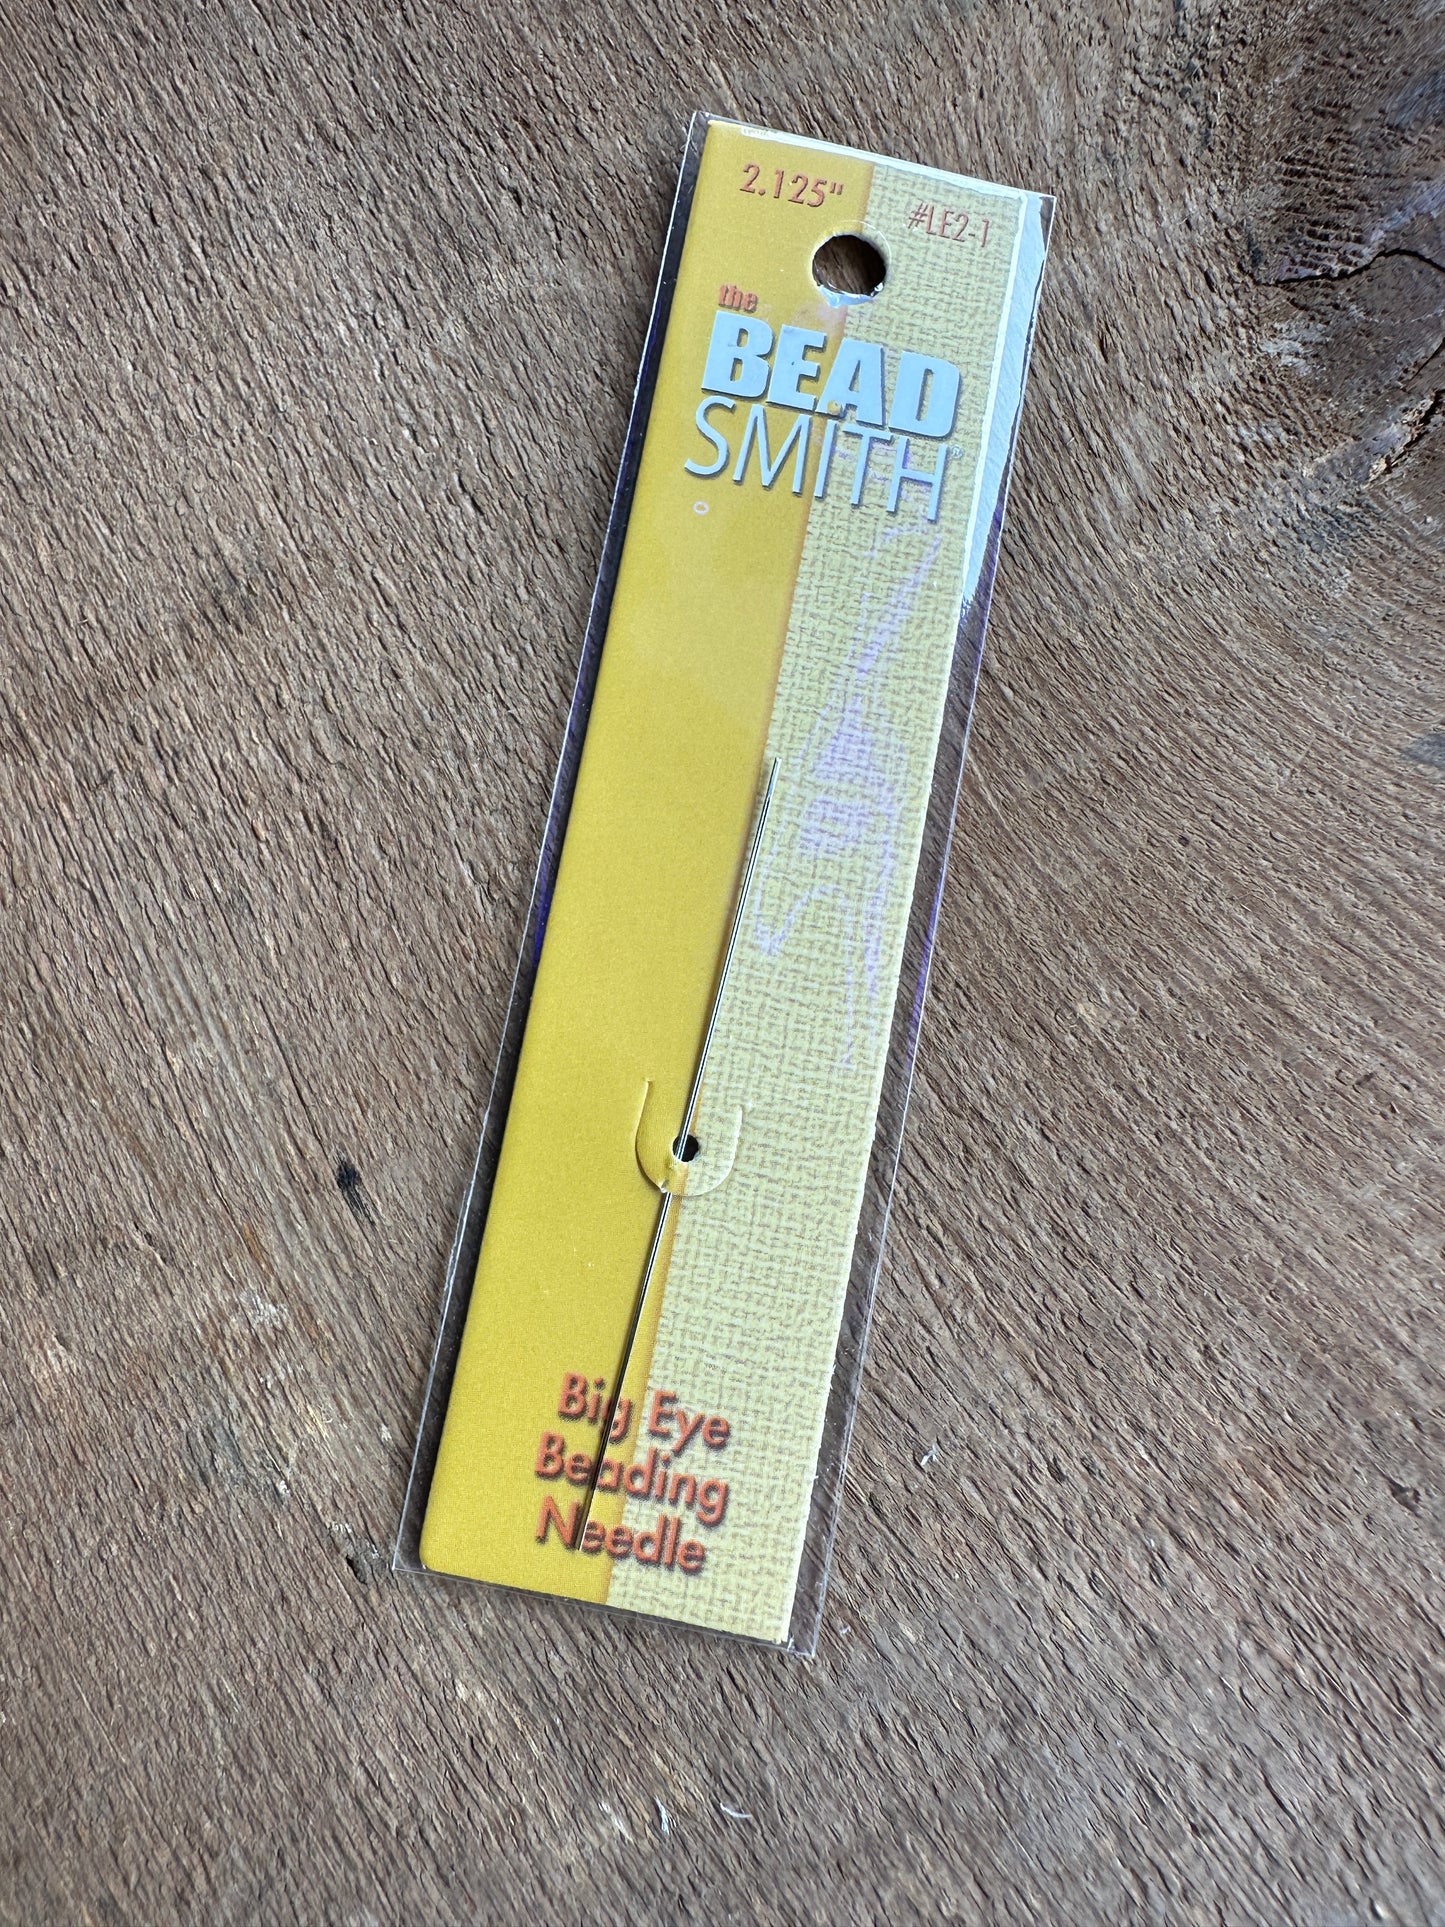 2.125"
#LE2-1
the
BEAD
SMITH®
Big Eye
Beading
Needle